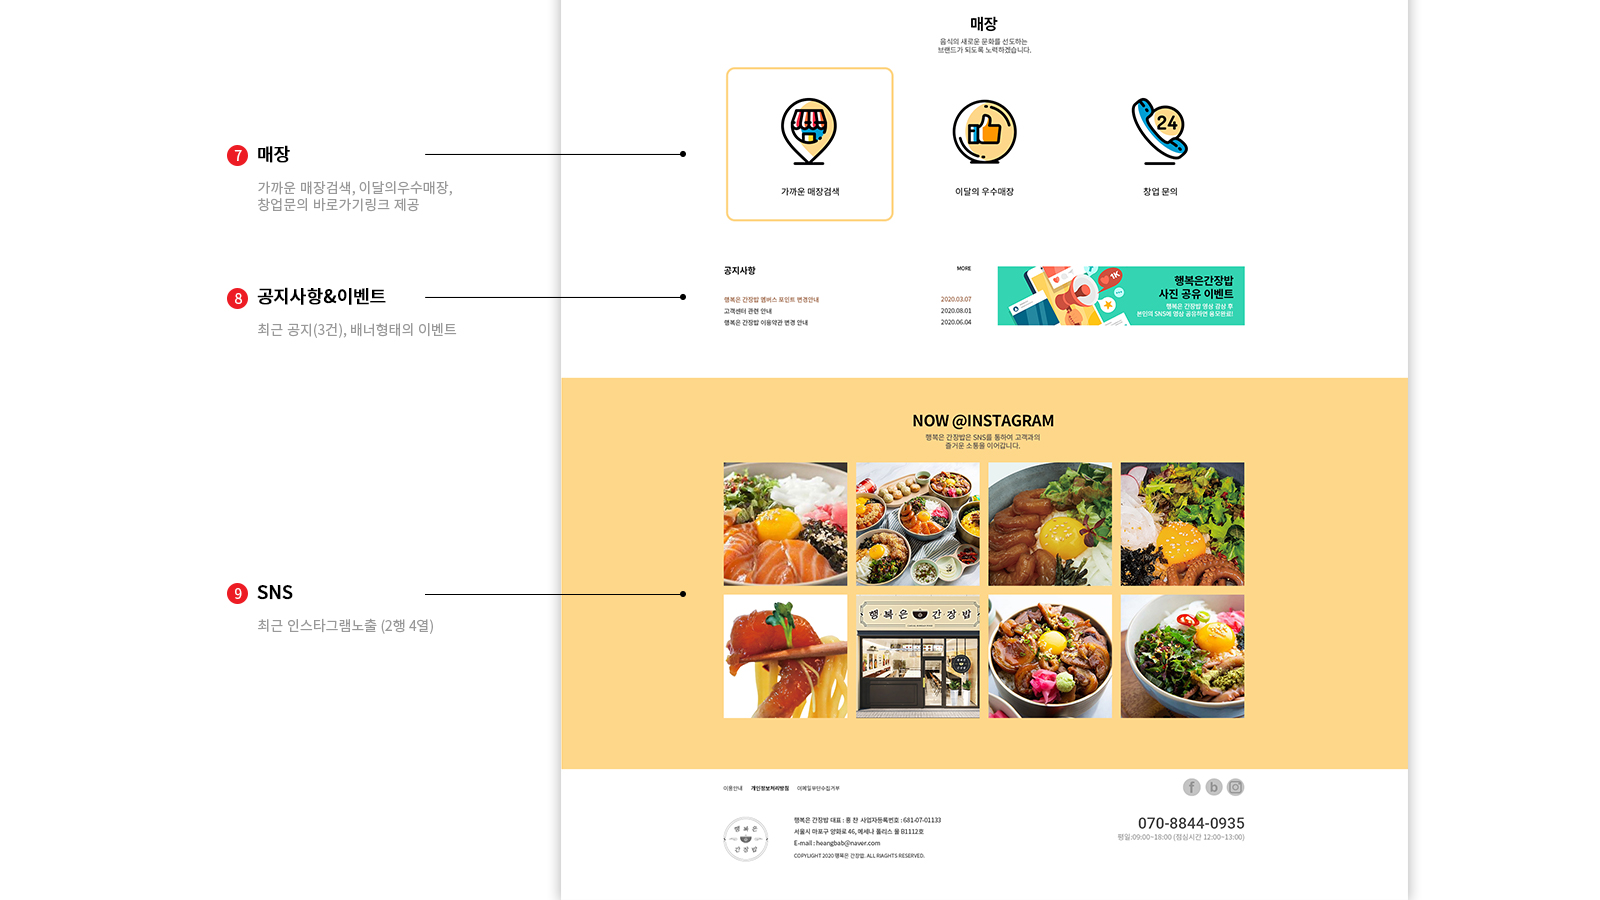 매장
음식의 새로운 문화를 선도하는
브랜드가 되도록 노력하겠습니다.
7 매장
가까운 매장검색, 이달의우수매장,
창업문의 바로가기링크 제공
24
가까운 매장검색
이달의 우수매장
창업 문의
8 공지사항&이벤트
최근 공지(3건), 배너형태의 이벤트
공지사항
MORE
행복은 간장밥 멤버스 포인트 변경안내 2020.03.07
고객센터 관련 안내 2020.08.01
행복은 간장밥 이용약관 변경 안내 2020.06.04
1K
행복은간장밥
사진 공유 이벤트
행복은 간장밥 영상 감상 후
본인의 SNS에 영상 공유하면 응모완료!
NOW @INSTAGRAM
행복은 간장밥은 SNS를 통하여 고객과의
즐거운 소통을 이어갑니다.
9 SNS
최근 인스타그램노출 (2행 4열)
행복은 간장밥
이용안내 개인정보처리방침 이메일무단수집거부
f b
행복은
간장밥
행복은 간장밥 대표 : 홍 찬 사업자등록번호 : 681-07-01133
서울시 마포구 양화로 46, 메세나 폴리스 몰 B1112호
E-mail : heangbab@naver.com
COPYLIGHT 2020 행복은 간장밥. ALL RIAGHTS RESERVED.
070-8844-0935
평일:09:00~18:00 (점심시간 12:00~13:00)